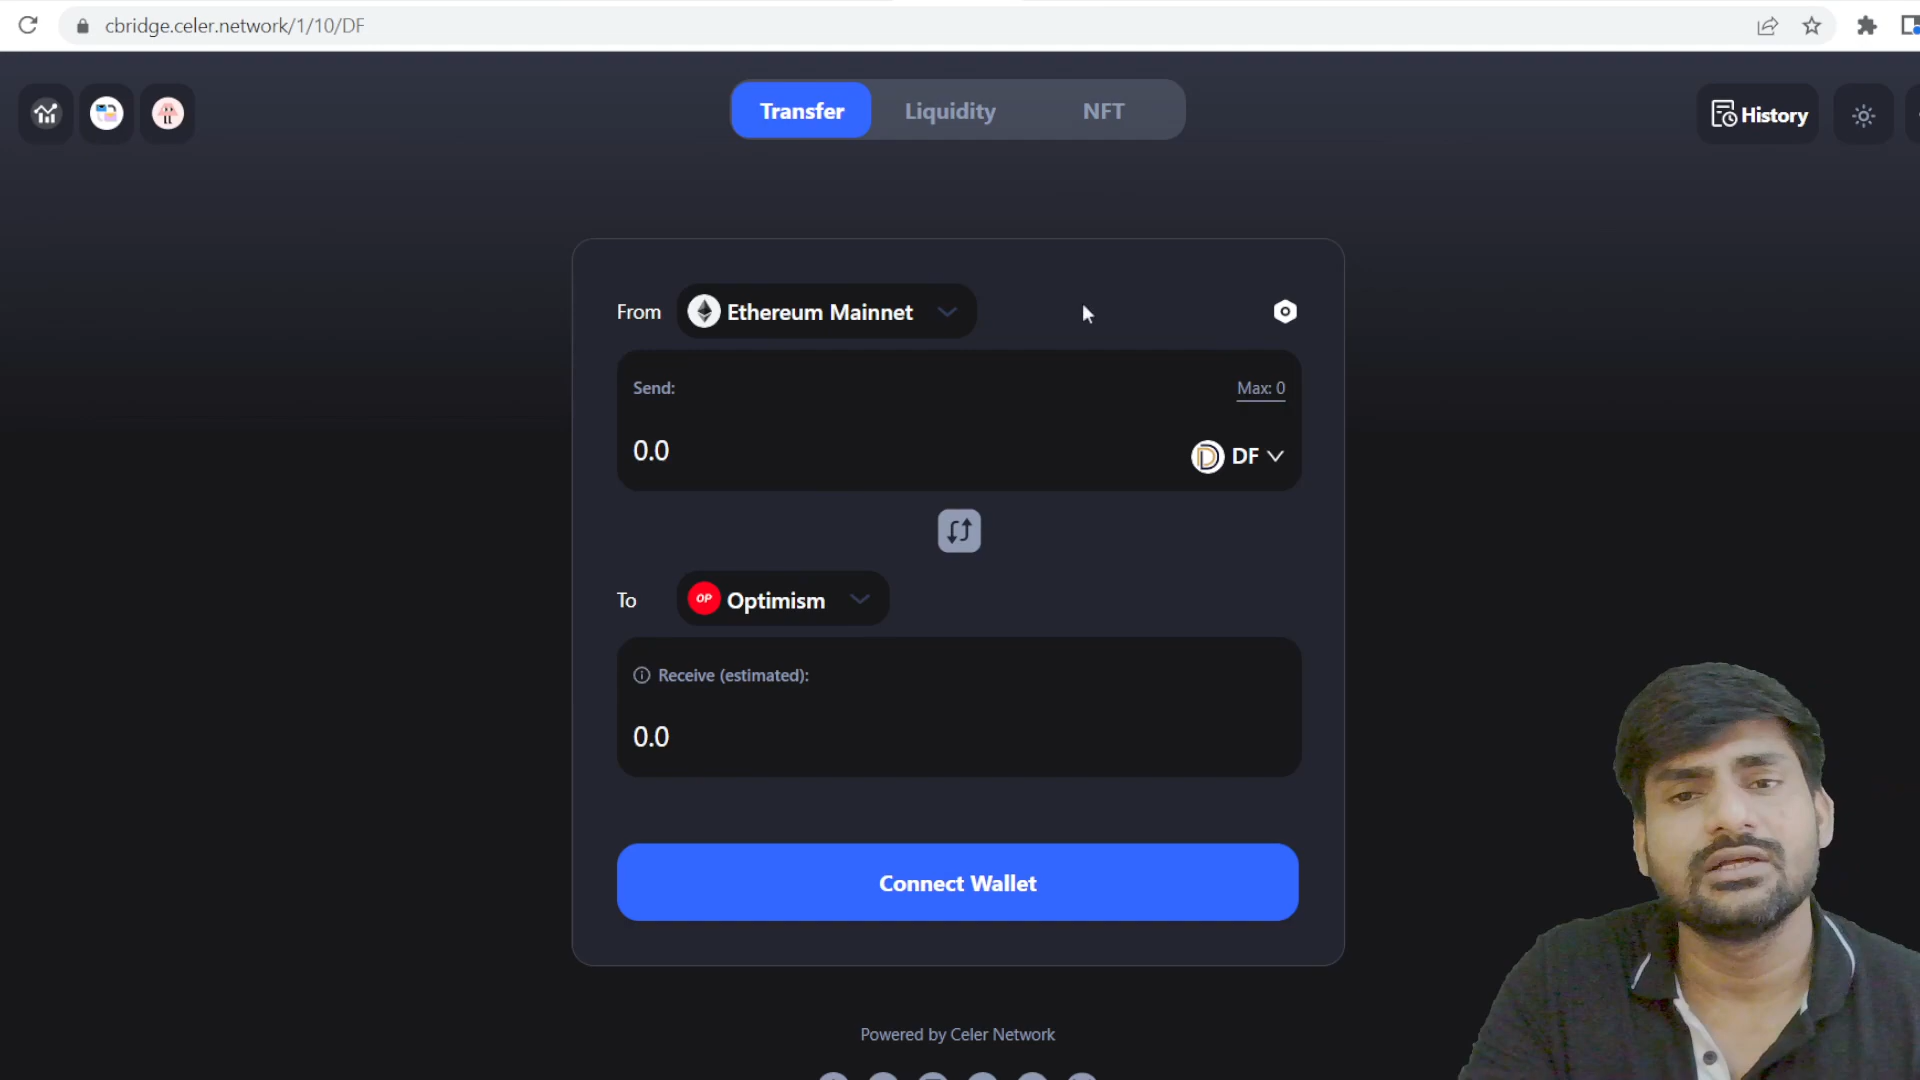 cbridge.celer.network/1/10/DF
Transfer
Liquidity
NFT
History
From
Ethereum Mainnet
Send:
Max: 0
0.0
DF
To
OP
Optimism
Receive (estimated):
0.0
Connect Wallet
Powered by Celer Network